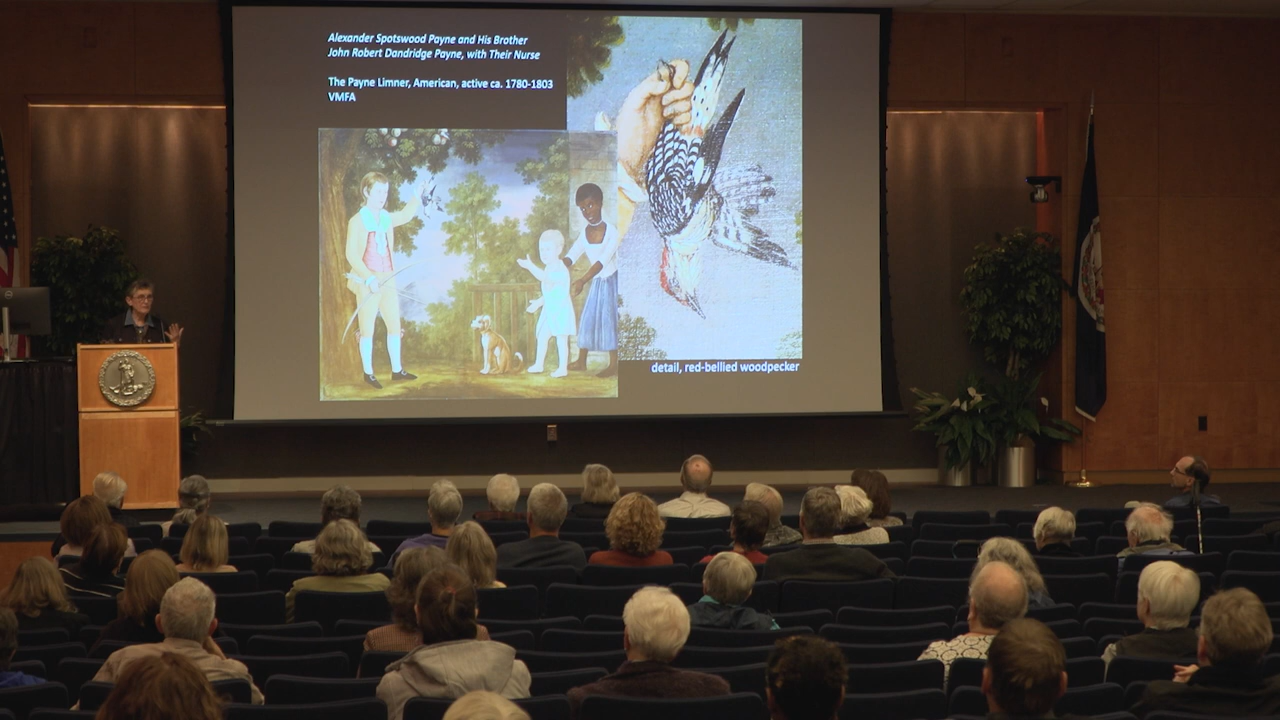 Alexander Spotswood Payne and His Brother
John Robert Dandridge Payne, with Their Nurse
The Payne Limner, American, active ca. 1780-1803
VMFA
detail, red-bellied woodpecker